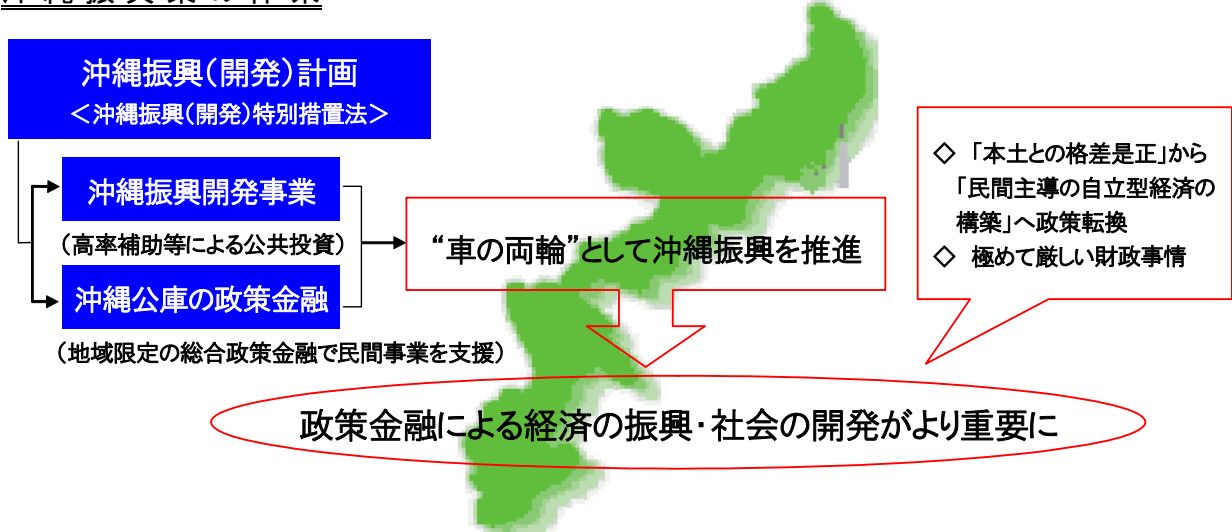 沖縄振興(開発)計画
＜沖縄振興(開発)特別措置法＞
沖縄振興開発事業
(高率補助等による公共投資)
沖縄公庫の政策金融
(地域限定の総合政策金融で民間事業を支援)
“車の両輪”として沖縄振興を推進
◇ 「本土との格差是正」から
「民間主導の自立型経済の
構築」へ政策転換
◇ 極めて厳しい財政事情
政策金融による経済の振興・社会の開発がより重要に